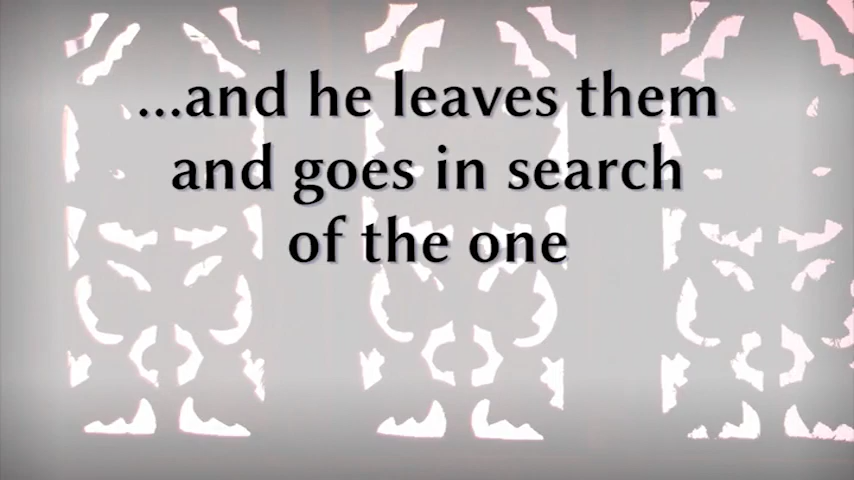 ...and he leaves them
and goes in search
of the one